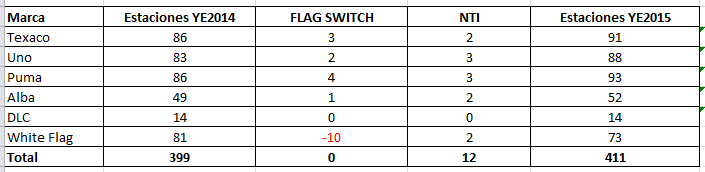 Marca Estaciones YE2014 FLAG SWITCH NTI Estaciones YE2015
Texaco 86 3 2 91
Uno 83 2 3 88
Puma 86 4 3 93
Alba 49 1 2 52
DLC 14 0 0 14
White Flag 81 -10 2 73
Total 399 0 12 411